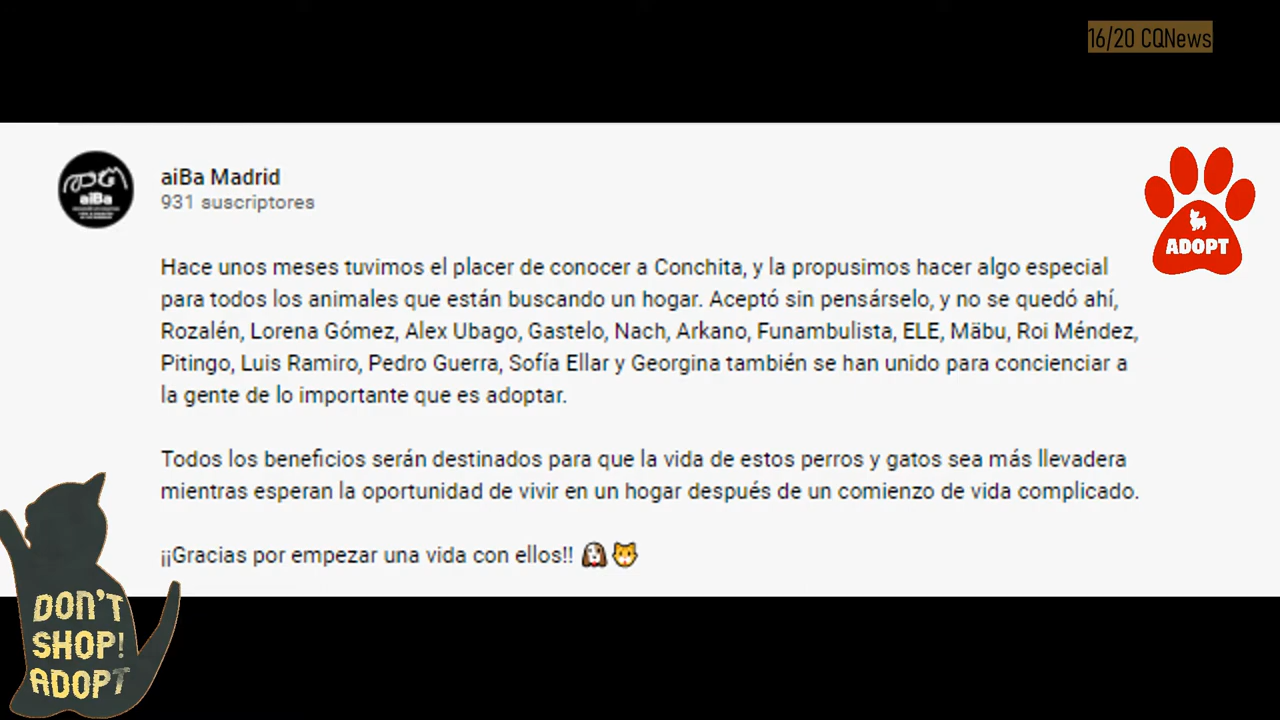 16/20 CQNews
aiBa Madrid
931 suscriptores
aiBa
ADOPT
Hace unos meses tuvimos el placer de conocer a Conchita, y la propusimos hacer algo especial
para todos los animales que están buscando un hogar. Aceptó sin pensárselo, y no se quedó ahí,
Rozalén, Lorena Gómez, Alex Ubago, Gastelo, Nach, Arkano, Funambulista, ELE, Mäbu, Roi Méndez,
Pitingo, Luis Ramiro, Pedro Guerra, Sofía Ellar y Georgina también se han unido para concienciar a
la gente de lo importante que es adoptar.
Todos los beneficios serán destinados para que la vida de estos perros y gatos sea más llevadera
mientras esperan la oportunidad de vivir en un hogar después de un comienzo de vida complicado.
¡¡Gracias por empezar una vida con ellos!! 🐶🐱
DON'T
SHOP!
ADOPT